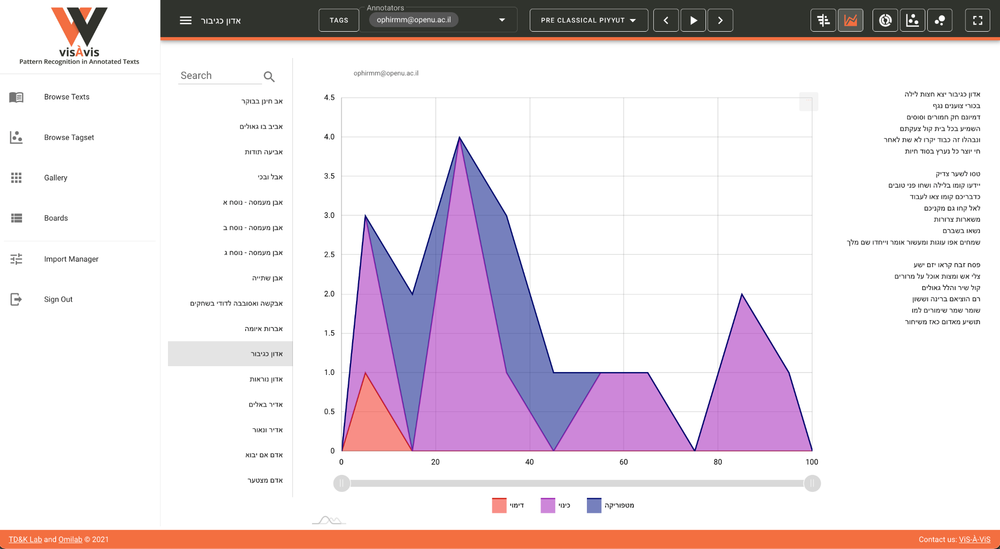 visÀvis
Pattern Recognition in Annotated Texts
Browse Texts
Browse Tagset
Gallery
Boards
Import Manager
Sign Out
אדון כגיבור
TAGS
Annotators
ophirmm@openu.ac.il
PRE CLASSICAL PIYYUT
Search
אב חינן בבוקר
אביב בו גאולים
אביעה תודות
אבל ובכי
אבן מעמסה - נוסח א
אבן מעמסה - נוסח ב
אבן מעמסה - נוסח ג
אבן שתייה
אבקשה ואסובבה לדודי בשחקים
אברות איומה
אדון כגיבור
אדון נוראות
אדיר באלים
אדיר ונאור
אדם אם יבוא
אדם מצטער
ophirmm@openu.ac.il
4.5
4.0
3.5
3.0
2.5
2.0
1.5
1.0
0.5
0
0 20 40 60 80 100
דימוי
כינוי
מטפוריקה
אדון כגיבור יצא חצות לילה
בכורי צוענים נגף
דמיונם חק חמורים וסוסים
השמיע בכל בית קול צעקתם
ונבהלו זה כבוד יקרו לא שת לאחר
חי יוצר כל נערץ בסוד חיות
טסו לשער צדיק
יידעו קומו בלילה ושחו פני טובים
כדבריכם קומו צאו לעבוד
לאל קחו גם מקניכם
משארות צרורות
נשאו בשברם
שמחים אפו עוגות ומעשור אומר וייחדו שם מלך
פסח זבח קראו יזם ישע
צלי אש ומצות אוכל על מרורים
קול שיר והלל גאולים
רם הוציאם ברינה וששון
שומר שמר שימורים למו
תושיע מאדום כאז משיחור
TD&K Lab and Omilab © 2021
Contact us: ViS-À-ViS